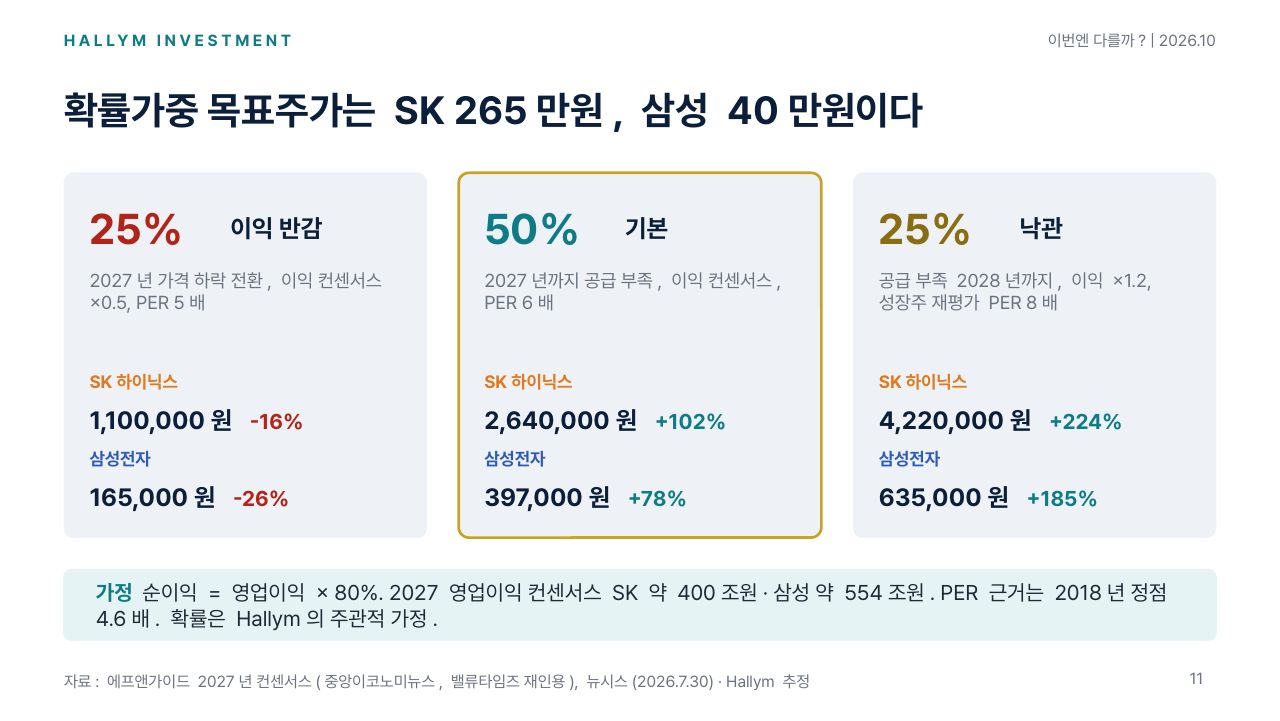 HALLYM INVESTMENT
이번엔 다를까 ? | 2026.10
확률가중 목표주가는 SK 265 만원 , 삼성 40 만원이다
25% 이익 반감
2027 년 가격 하락 전환 , 이익 컨센서스
×0.5, PER 5 배
SK 하이닉스
1,100,000 원 -16%
삼성전자
165,000 원 -26%
50% 기본
2027 년까지 공급 부족 , 이익 컨센서스 ,
PER 6 배
SK 하이닉스
2,640,000 원 +102%
삼성전자
397,000 원 +78%
25% 낙관
공급 부족 2028 년까지 , 이익 ×1.2,
성장주 재평가 PER 8 배
SK 하이닉스
4,220,000 원 +224%
삼성전자
635,000 원 +185%
가정 순이익 = 영업이익 × 80%. 2027 영업이익 컨센서스 SK 약 400 조원 · 삼성 약 554 조원 . PER 근거는 2018 년 정점
4.6 배 . 확률은 Hallym 의 주관적 가정 .
자료 : 에프앤가이드 2027 년 컨센서스 ( 중앙이코노미뉴스 , 밸류타임즈 재인용 ), 뉴시스 (2026.7.30) · Hallym 추정
11